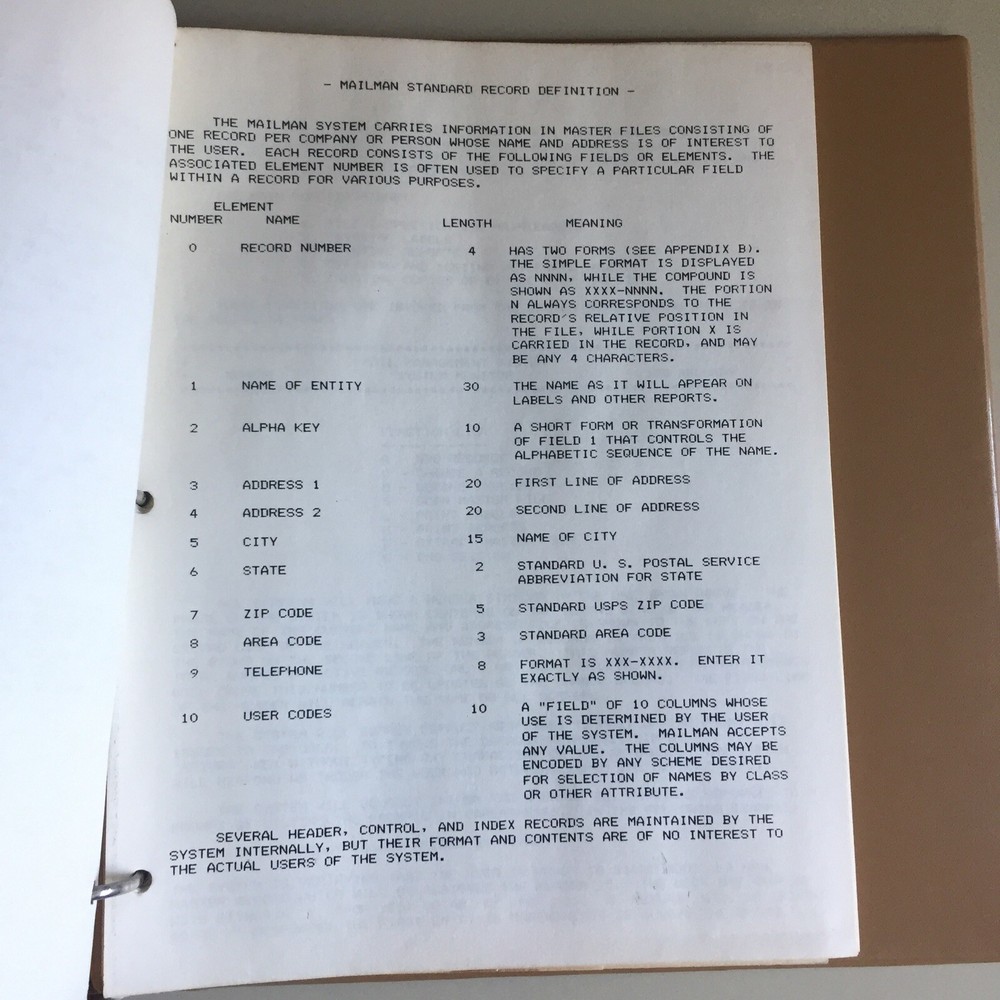 - MAILMAN STANDARD RECORD DEFINITION -
THE MAILMAN SYSTEM CARRIES INFORMATION IN MASTER FILES CONSISTING OF
ONE RECORD PER COMPANY OR PERSON WHOSE NAME AND ADDRESS IS OF INTEREST TO
THE USER. EACH RECORD CONSISTS OF THE FOLLOWING FIELDS OR ELEMENTS. THE
ASSOCIATED ELEMENT NUMBER IS OFTEN USED TO SPECIFY A PARTICULAR FIELD
WITHIN A RECORD FOR VARIOUS PURPOSES.
ELEMENT
NUMBER NAME LENGTH MEANING
0 RECORD NUMBER 4 HAS TWO FORMS (SEE APPENDIX B).
THE SIMPLE FORMAT IS DISPLAYED
AS NNNN, WHILE THE COMPOUND IS
SHOWN AS XXXX-NNNN. THE PORTION
N ALWAYS CORRESPONDS TO THE
RECORD'S RELATIVE POSITION IN
THE FILE, WHILE PORTION X IS
CARRIED IN THE RECORD, AND MAY
BE ANY 4 CHARACTERS.
1 NAME OF ENTITY 30 THE NAME AS IT WILL APPEAR ON
LABELS AND OTHER REPORTS.
2 ALPHA KEY 10 A SHORT FORM OR TRANSFORMATION
OF FIELD 1 THAT CONTROLS THE
ALPHABETIC SEQUENCE OF THE NAME.
3 ADDRESS 1 20 FIRST LINE OF ADDRESS
4 ADDRESS 2 20 SECOND LINE OF ADDRESS
5 CITY 15 NAME OF CITY
6 STATE 2 STANDARD U. S. POSTAL SERVICE
ABBREVIATION FOR STATE
7 ZIP CODE 5 STANDARD USPS ZIP CODE
8 AREA CODE 3 STANDARD AREA CODE
9 TELEPHONE 8 FORMAT IS XXX-XXXX. ENTER IT
EXACTLY AS SHOWN.
10 USER CODES 10 A "FIELD" OF 10 COLUMNS WHOSE
USE IS DETERMINED BY THE USER
OF THE SYSTEM. MAILMAN ACCEPTS
ANY VALUE. THE COLUMNS MAY BE
ENCODED BY ANY SCHEME DESIRED
FOR SELECTION OF NAMES BY CLASS
OR OTHER ATTRIBUTE.
SEVERAL HEADER, CONTROL, AND INDEX RECORDS ARE MAINTAINED BY THE
SYSTEM INTERNALLY, BUT THEIR FORMAT AND CONTENTS ARE OF NO INTEREST TO
THE ACTUAL USERS OF THE SYSTEM.